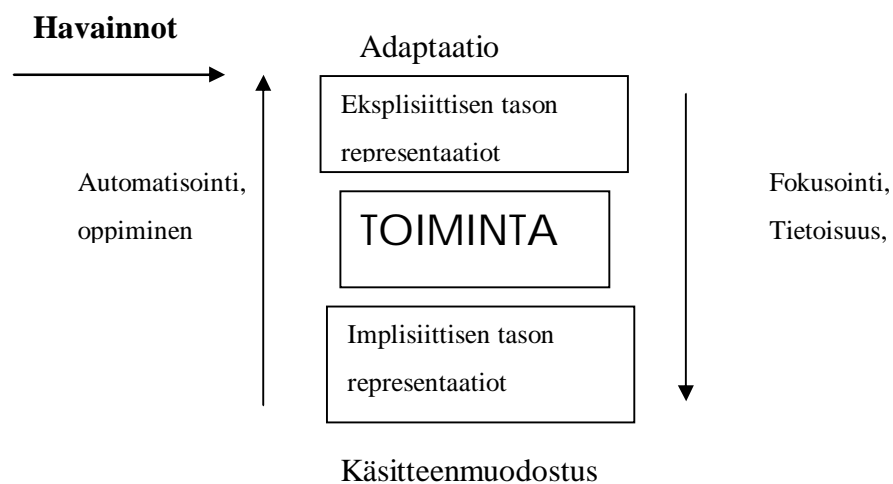 Havainnot
Adaptaatio
Eksplisiittisen tason
representaatiot
Automatisointi,
oppiminen
Fokusointi,
Tietoisuus,
TOIMINTA
Implisiittisen tason
representaatiot
Käsitteenmuodostus